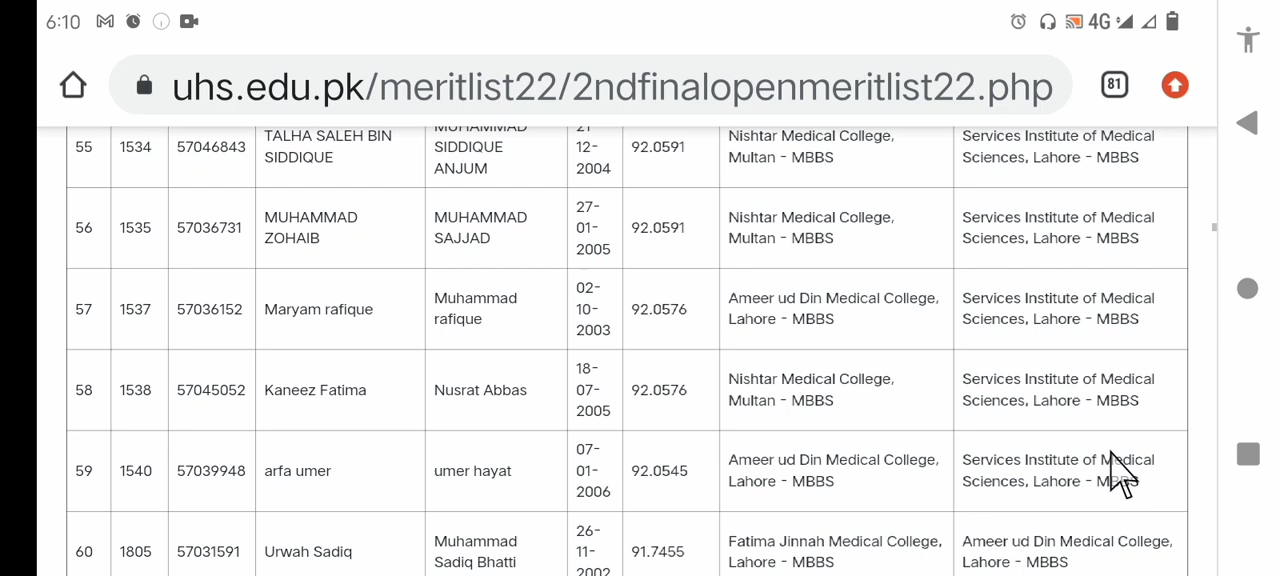 6:10
4G
uhs.edu.pk/meritlist22/2ndfinalopenmeritlist22.php
81
55 1534 57046843 TALHA SALEH BIN SIDDIQUE MUHAMMAD SIDDIQUE ANJUM 21-12-2004 92.0591 Nishtar Medical College, Multan - MBBS Services Institute of Medical Sciences, Lahore - MBBS
56 1535 57036731 MUHAMMAD ZOHAIB MUHAMMAD SAJJAD 27-01-2005 92.0591 Nishtar Medical College, Multan - MBBS Services Institute of Medical Sciences, Lahore - MBBS
57 1537 57036152 Maryam rafique Muhammad rafique 02-10-2003 92.0576 Ameer ud Din Medical College, Lahore - MBBS Services Institute of Medical Sciences, Lahore - MBBS
58 1538 57045052 Kaneez Fatima Nusrat Abbas 18-07-2005 92.0576 Nishtar Medical College, Multan - MBBS Services Institute of Medical Sciences, Lahore - MBBS
59 1540 57039948 arfa umer umer hayat 07-01-2006 92.0545 Ameer ud Din Medical College, Lahore - MBBS Services Institute of Medical Sciences, Lahore - MBBS
60 1805 57031591 Urwah Sadiq Muhammad Sadiq Bhatti 26-11-2002 91.7455 Fatima Jinnah Medical College, Lahore - MBBS Ameer ud Din Medical College, Lahore - MBBS